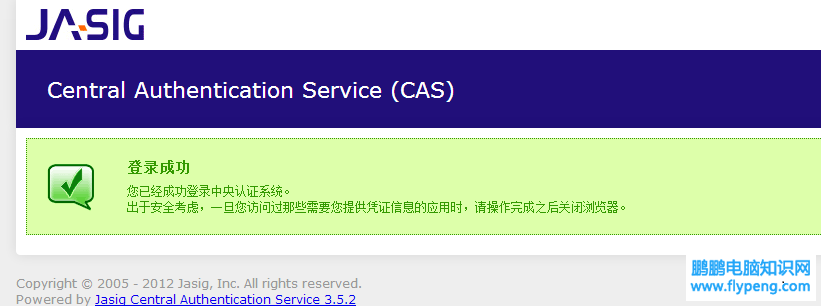 JA-SIG
Central Authentication Service (CAS)
登录成功
您已经成功登录中央认证系统。
出于安全考虑，一旦您访问过那些需要您提供凭证信息的应用时，请操作完成之后关闭浏览器。
Copyright © 2005 - 2012 Jasig, Inc. All rights reserved.
Powered by Jasig Central Authentication Service 3.5.2
鹏鹏电脑知识网
www.flypeng.com